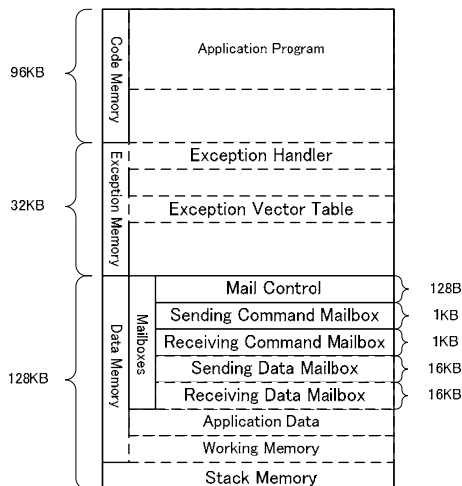 96KB
Code Memory
Application Program
32KB
Exception Memory
Exception Handler
Exception Vector Table
128KB
Data Memory
Mailboxes
Mail Control
128B
Sending Command Mailbox
1KB
Receiving Command Mailbox
1KB
Sending Data Mailbox
16KB
Receiving Data Mailbox
16KB
Application Data
Working Memory
Stack Memory